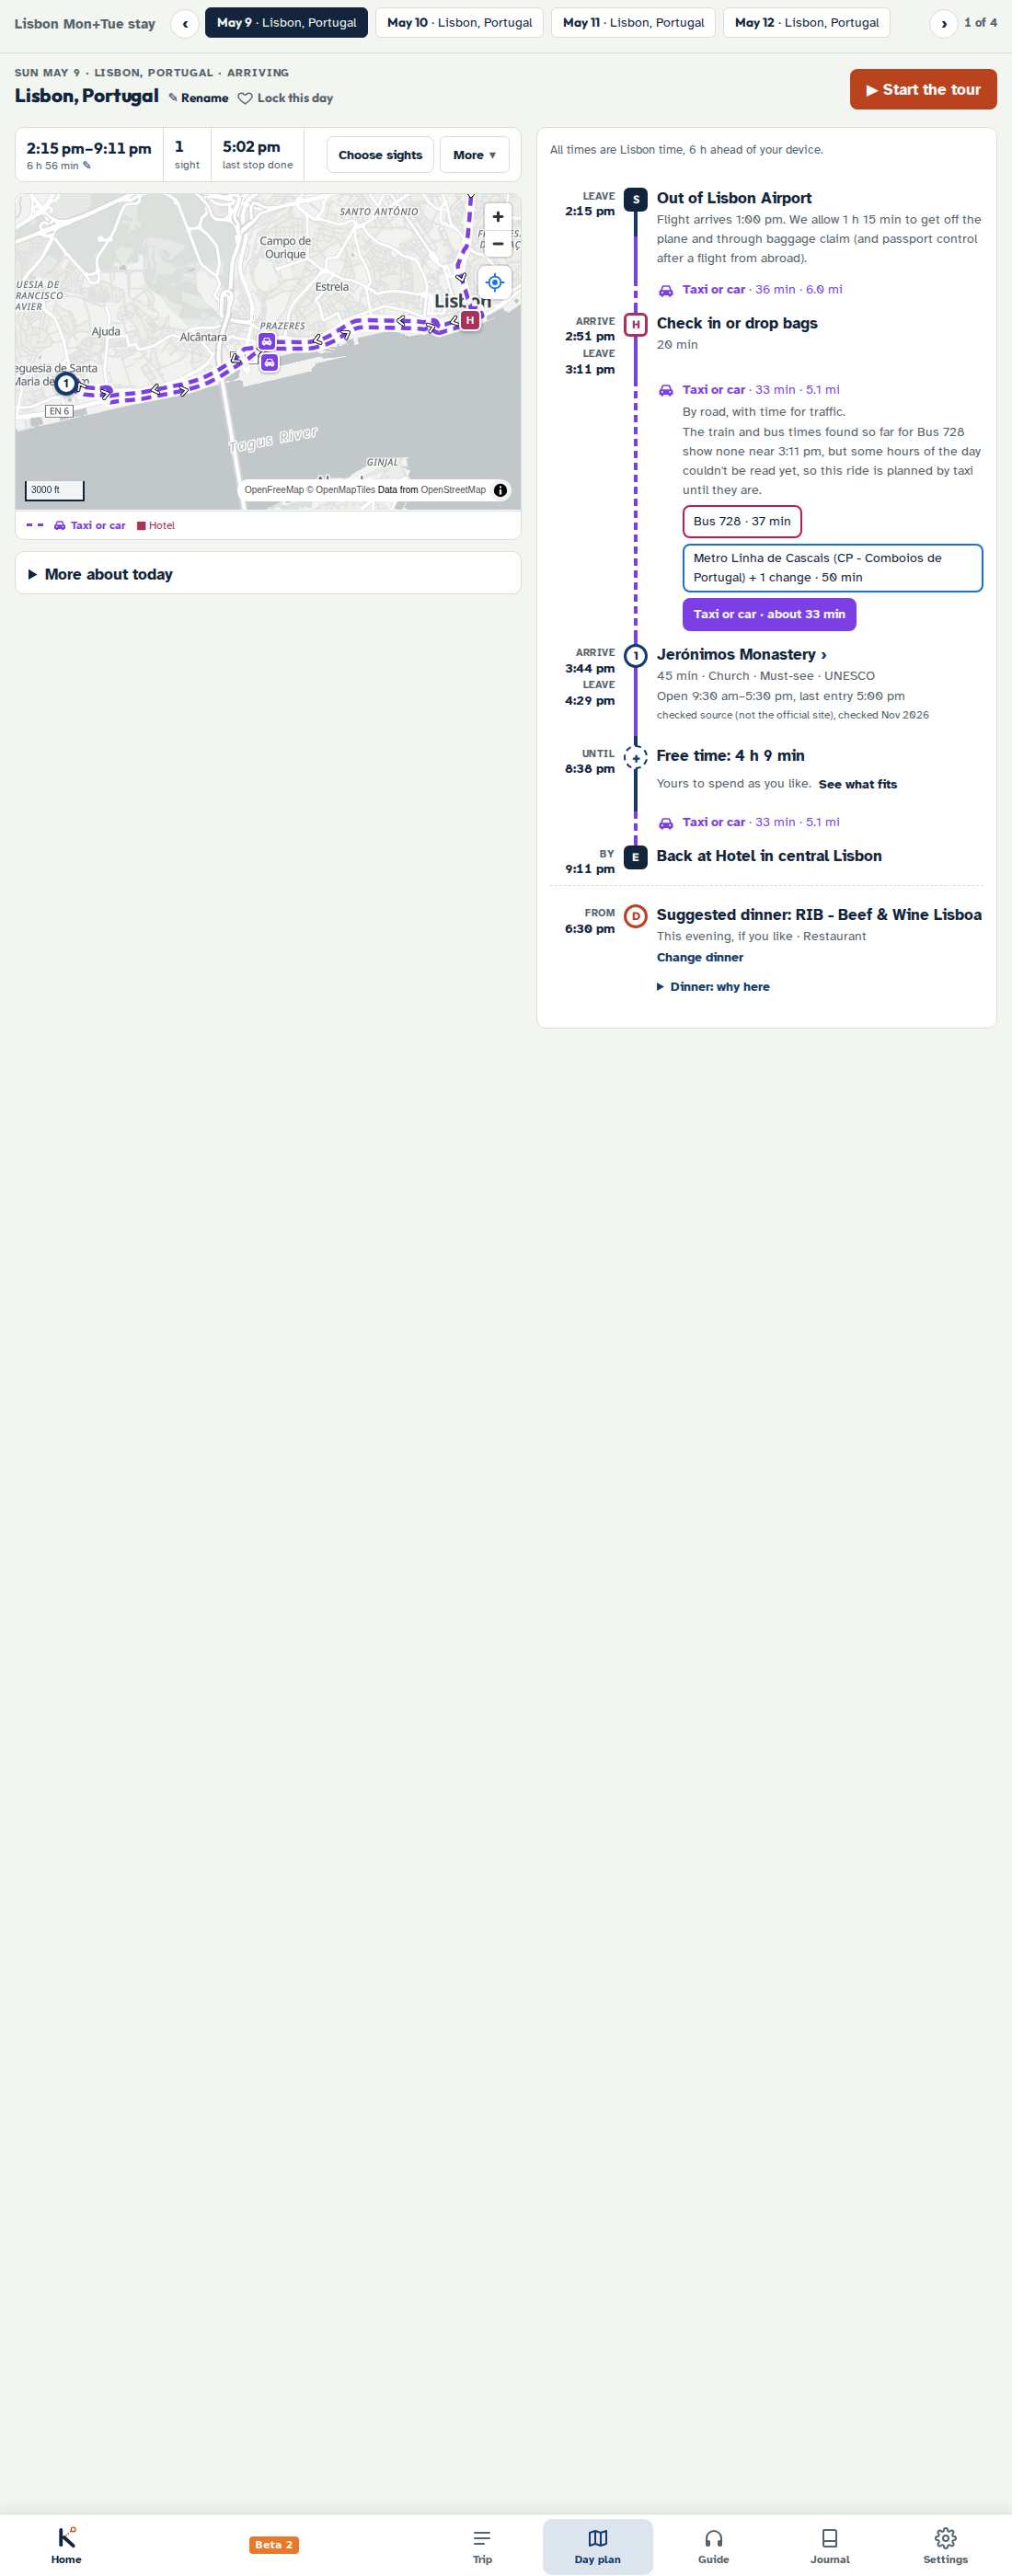 Lisbon Mon+Tue stay
‹
May 9 · Lisbon, Portugal
May 10 · Lisbon, Portugal
May 11 · Lisbon, Portugal
May 12 · Lisbon, Portugal
›
1 of 4
SUN MAY 9 · LISBON, PORTUGAL · ARRIVING
Lisbon, Portugal ✎ Rename Lock this day
▶ Start the tour
2:15 pm–9:11 pm
6 h 56 min ✎
1
sight
5:02 pm
last stop done
Choose sights
More ▾
SANTO ANTÓNIO
Campo de
Ourique
Estrela
UESIA DE
RANCISCO
AVIER
Lisbon
H
Ajuda
Alcântara
PRAZERES
eguesia de Santa
Maria de
1
EN 6
Tagus River
GINJAL
3000 ft
OpenFreeMap © OpenMapTiles Data from OpenStreetMap
Taxi or car
Hotel
▶ More about today
All times are Lisbon time, 6 h ahead of your device.
LEAVE
2:15 pm
S
Out of Lisbon Airport
Flight arrives 1:00 pm. We allow 1 h 15 min to get off the
plane and through baggage claim (and passport control
after a flight from abroad).
Taxi or car · 36 min · 6.0 mi
ARRIVE
2:51 pm
LEAVE
3:11 pm
H
Check in or drop bags
20 min
Taxi or car · 33 min · 5.1 mi
By road, with time for traffic.
The train and bus times found so far for Bus 728
show none near 3:11 pm, but some hours of the day
couldn't be read yet, so this ride is planned by taxi
until they are.
Bus 728 · 37 min
Metro Linha de Cascais (CP - Comboios de
Portugal) + 1 change · 50 min
Taxi or car · about 33 min
ARRIVE
3:44 pm
LEAVE
4:29 pm
1
Jerónimos Monastery ›
45 min · Church · Must-see · UNESCO
Open 9:30 am–5:30 pm, last entry 5:00 pm
checked source (not the official site), checked Nov 2026
UNTIL
8:38 pm
+
Free time: 4 h 9 min
Yours to spend as you like. See what fits
Taxi or car · 33 min · 5.1 mi
BY
9:11 pm
E
Back at Hotel in central Lisbon
FROM
6:30 pm
D
Suggested dinner: RIB - Beef & Wine Lisboa
This evening, if you like · Restaurant
Change dinner
▶ Dinner: why here
Home
Beta 2
Trip
Day plan
Guide
Journal
Settings